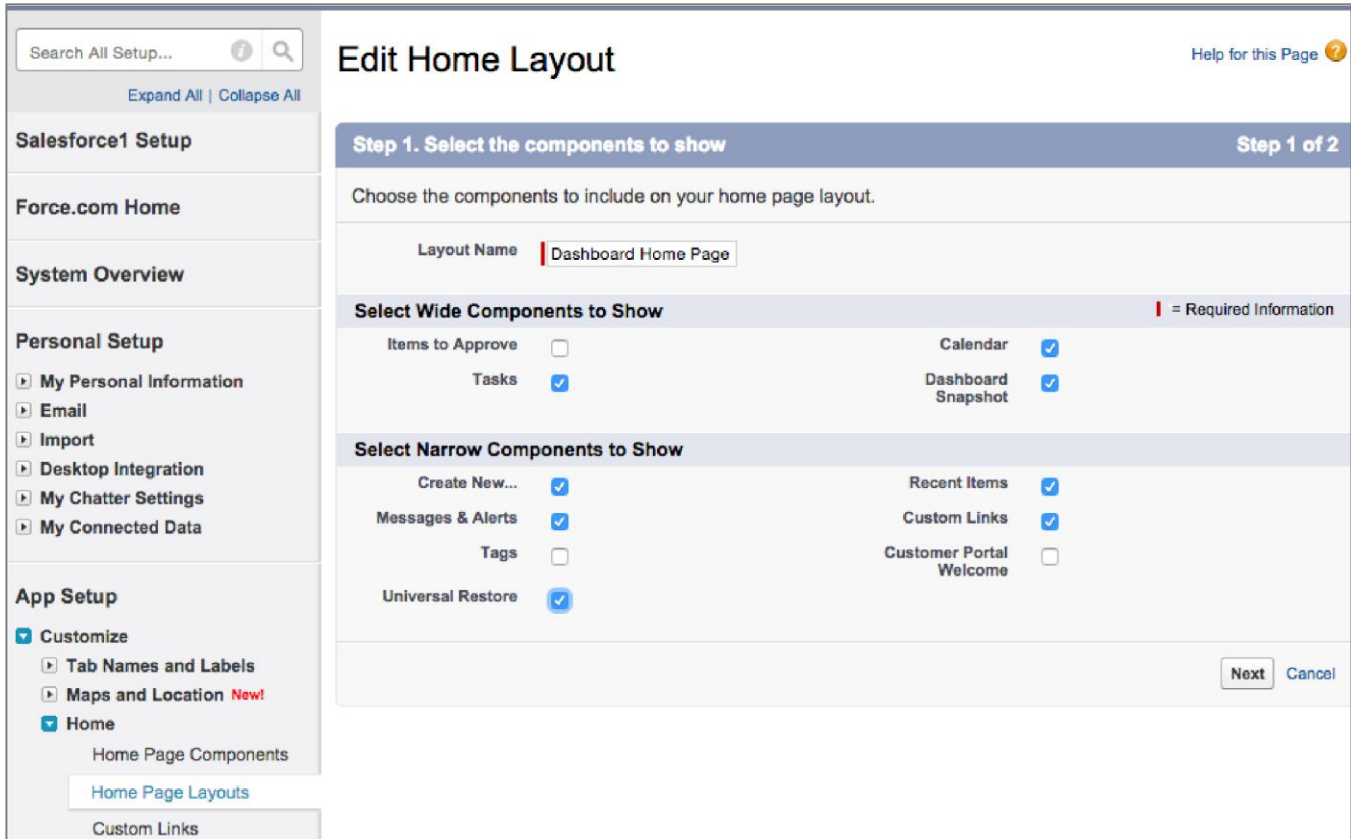 Search All Setup...
Expand All | Collapse All
Salesforce1 Setup
Force.com Home
System Overview
Personal Setup
My Personal Information
Email
Import
Desktop Integration
My Chatter Settings
My Connected Data
App Setup
Customize
Tab Names and Labels
Maps and Location New!
Home
Home Page Components
Home Page Layouts
Custom Links
Edit Home Layout
Help for this Page ?
Step 1. Select the components to show Step 1 of 2
Choose the components to include on your home page layout.
Layout Name Dashboard Home Page
Select Wide Components to Show = Required Information
Items to Approve Calendar
Tasks Dashboard
Snapshot
Select Narrow Components to Show
Create New... Recent Items
Messages & Alerts Custom Links
Tags Customer Portal
Welcome
Universal Restore
Next Cancel